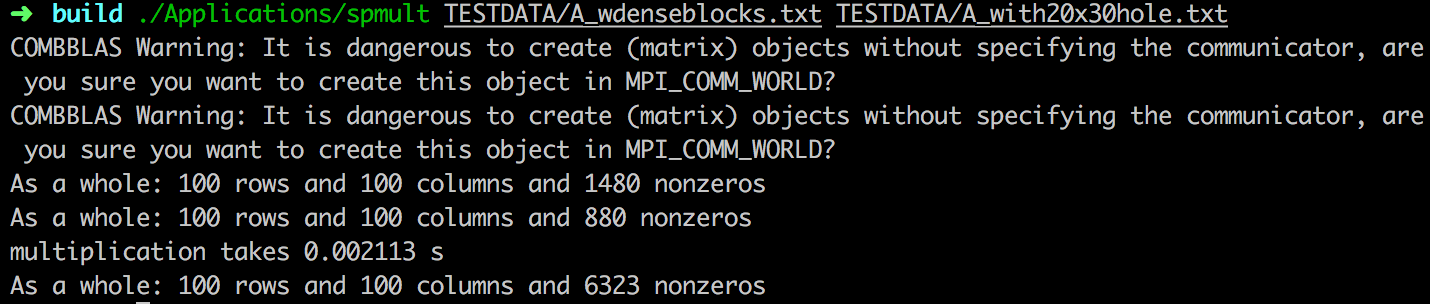 ➜ build ./Applications/spmult TESTDATA/A_wdenseblocks.txt TESTDATA/A_with20x30hole.txt
COMBBLAS Warning: It is dangerous to create (matrix) objects without specifying the communicator, are
you sure you want to create this object in MPI_COMM_WORLD?
COMBBLAS Warning: It is dangerous to create (matrix) objects without specifying the communicator, are
you sure you want to create this object in MPI_COMM_WORLD?
As a whole: 100 rows and 100 columns and 1480 nonzeros
As a whole: 100 rows and 100 columns and 880 nonzeros
multiplication takes 0.002113 s
As a whole: 100 rows and 100 columns and 6323 nonzeros